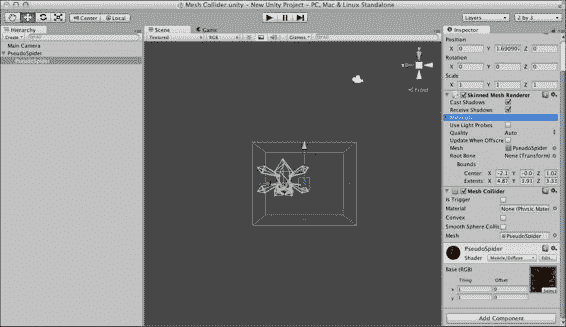 Mesh Collider.unity - New Unity Project - PC, Mac & Linux Standalone
Center Local
Layers 2 by 3
Hierarchy
Create
Main Camera
PseudoSpider
PseudoSpider
Scene Game
Textured RGB Gizmos
y
Front
Inspector
Position
X 0 Y Z 0
Rotation
X 0 Y 0 Z 0
Scale
X 1 Y 1 Z 1
Skinned Mesh Renderer
Cast Shadows
Receive Shadows
Materials
Use Light Probes
Quality Auto
Update When Offscre
Mesh PseudoSpider
Root Bone None (Transform)
Bounds
Center: X -2.1 Y -0.0 Z 1.02
Extents: X 4.87 Y 3.91 Z 3.33
Mesh Collider
Is Trigger
Material None (Physic Mater
Convex
Smooth Sphere Collis
Mesh PseudoSpider
PseudoSpider
Shader Mobile/Diffuse Edit...
Base (RGB)
Tiling Offset
x 1 0
y 1 0
Select
Add Component